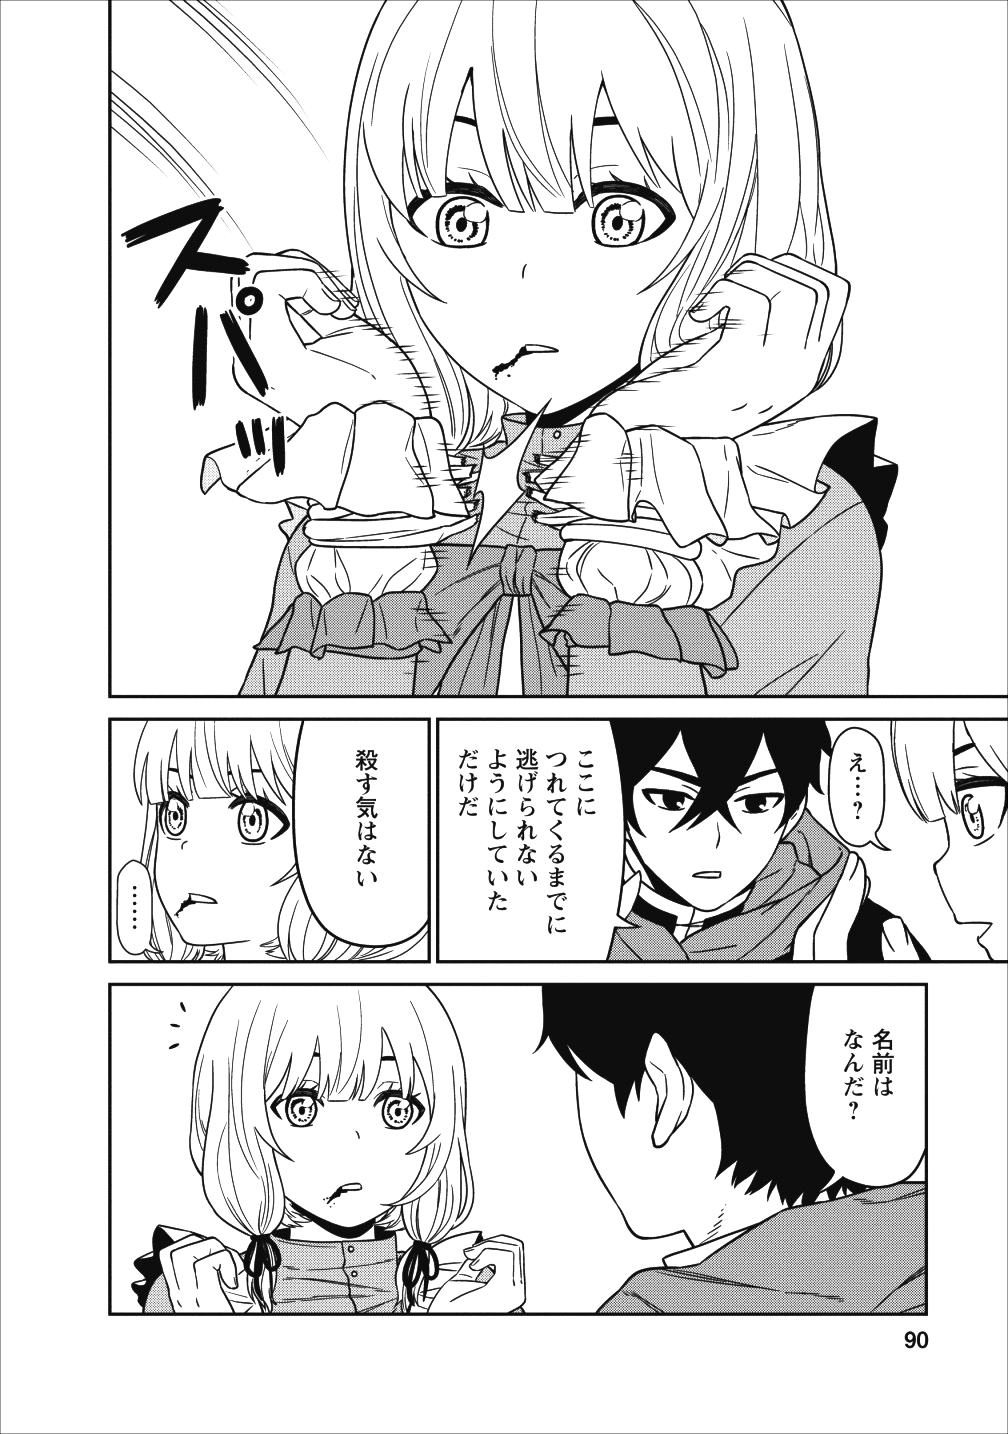 スパッ
え…?
ここに
つれてくるまでに
逃げられない
ようにしていた
だけだ
殺す気はない
……
名前は
なんだ?
90